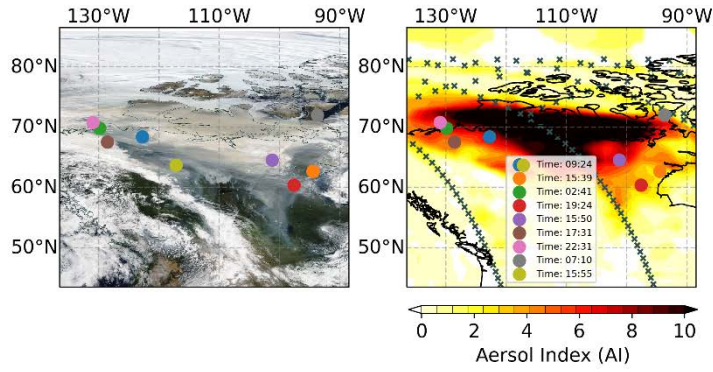 130°W 110°W 90°W 130°W 110°W 90°W
80°N 80°N
70°N 70°N
60°N 60°N
50°N 50°N
Time: 09:24
Time: 15:39
Time: 02:41
Time: 19:24
Time: 15:50
Time: 17:31
Time: 22:31
Time: 07:10
Time: 15:55
0 2 4 6 8 10
Aersol Index (AI)